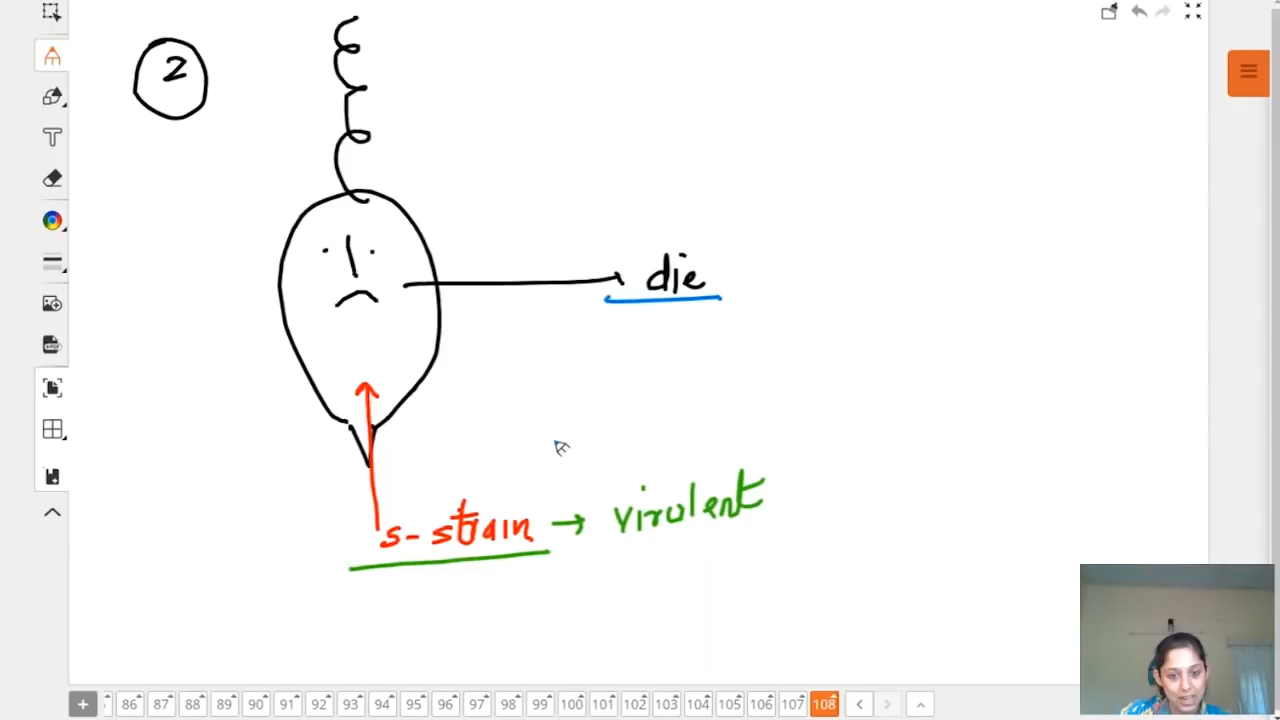 2
die
s-strain → virulent
+ 86 87 88 89 90 91 92 93 94 95 96 97 98 99 100 101 102 103 104 105 106 107 108